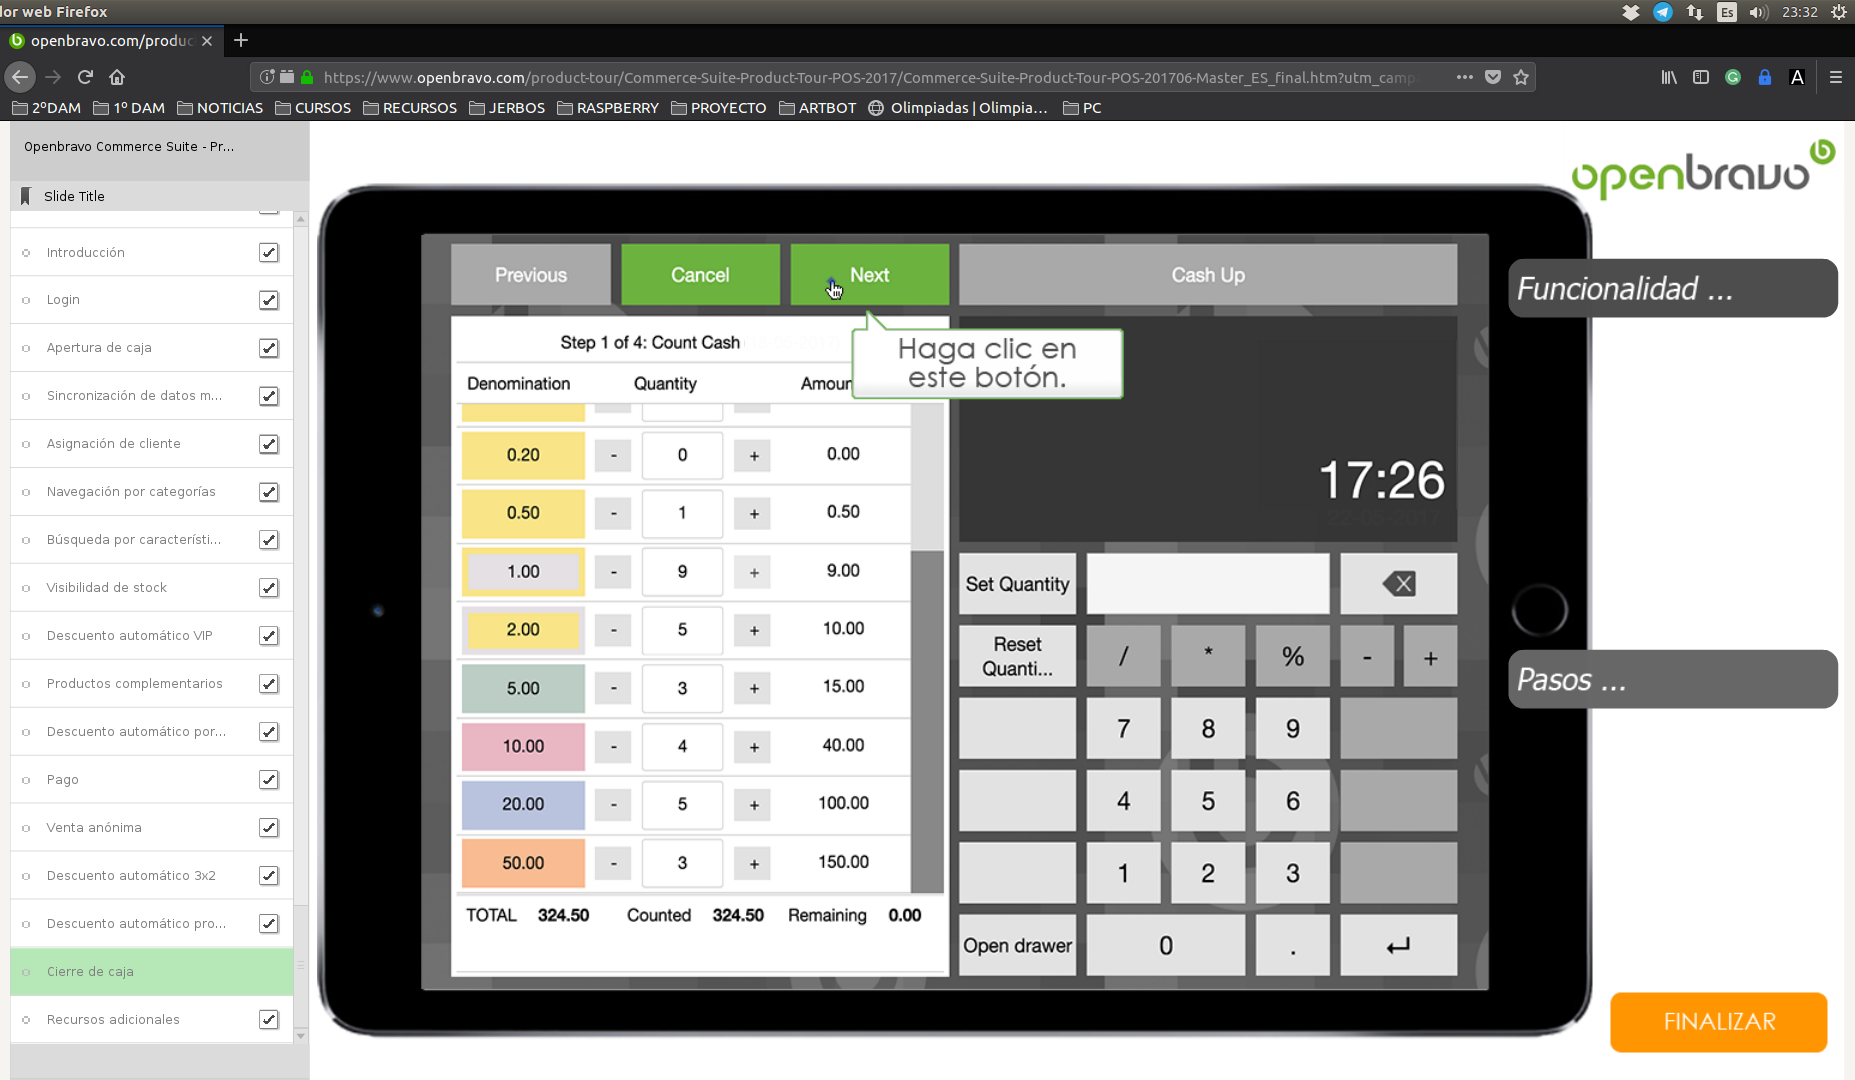 dor web Firefox
Es
23:32
openbravo.com/produc
https://www.openbravo.com/product-tour/Commerce-Suite-Product-Tour-POS-2017/Commerce-Suite-Product-Tour-POS-201706-Master_ES_final.htm?utm_camp
2ºDAM
1º DAM
NOTICIAS
CURSOS
RECURSOS
JERBOS
RASPBERRY
PROYECTO
ARTBOT
Olimpiadas | Olimpia…
PC
Openbravo Commerce Suite - Pr...
Slide Title
Introducción
Login
Apertura de caja
Sincronización de datos m...
Asignación de cliente
Navegación por categorías
Búsqueda por característi...
Visibilidad de stock
Descuento automático VIP
Productos complementarios
Descuento automático por...
Pago
Venta anónima
Descuento automático 3x2
Descuento automático pro...
Cierre de caja
Recursos adicionales
openbravo
Previous
Cancel
Next
Cash Up
Step 1 of 4: Count Cash
Haga clic en
este botón.
Denomination Quantity Amoun
0.20 - 0 + 0.00
0.50 - 1 + 0.50
1.00 - 9 + 9.00
2.00 - 5 + 10.00
5.00 - 3 + 15.00
10.00 - 4 + 40.00
20.00 - 5 + 100.00
50.00 - 3 + 150.00
TOTAL 324.50 Counted 324.50 Remaining 0.00
17:26
22-06-2017
Set Quantity
Reset
Quanti...
/ * % - +
7 8 9
4 5 6
1 2 3
Open drawer 0 .
Funcionalidad ...
Pasos ...
FINALIZAR